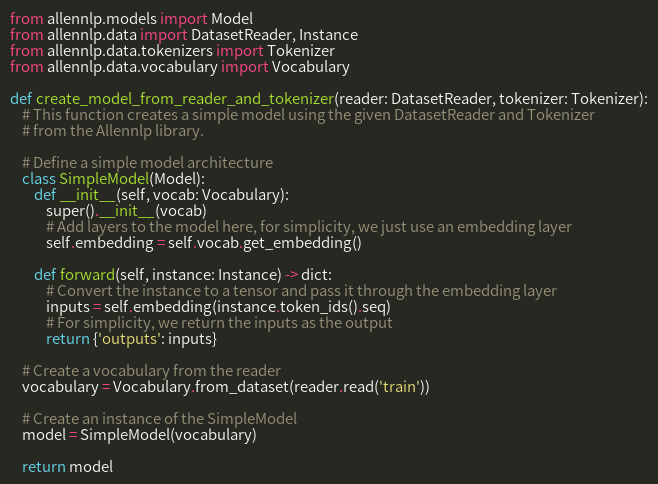 from allennlp.models import Model
from allennlp.data import DatasetReader, Instance
from allennlp.data.tokenizers import Tokenizer
from allennlp.data.vocabulary import Vocabulary

def create_model_from_reader_and_tokenizer(reader: DatasetReader, tokenizer: Tokenizer):
    # This function creates a simple model using the given DatasetReader and Tokenizer
    # from the Allennlp library.

    # Define a simple model architecture
    class SimpleModel(Model):
        def __init__(self, vocab: Vocabulary):
            super().__init__(vocab)
            # Add layers to the model here, for simplicity, we just use an embedding layer
            self.embedding = self.vocab.get_embedding()

        def forward(self, instance: Instance) -> dict:
            # Convert the instance to a tensor and pass it through the embedding layer
            inputs = self.embedding(instance.token_ids().seq)
            # For simplicity, we return the inputs as the output
            return {'outputs': inputs}

    # Create a vocabulary from the reader
    vocabulary = Vocabulary.from_dataset(reader.read('train'))

    # Create an instance of the SimpleModel
    model = SimpleModel(vocabulary)

    return model